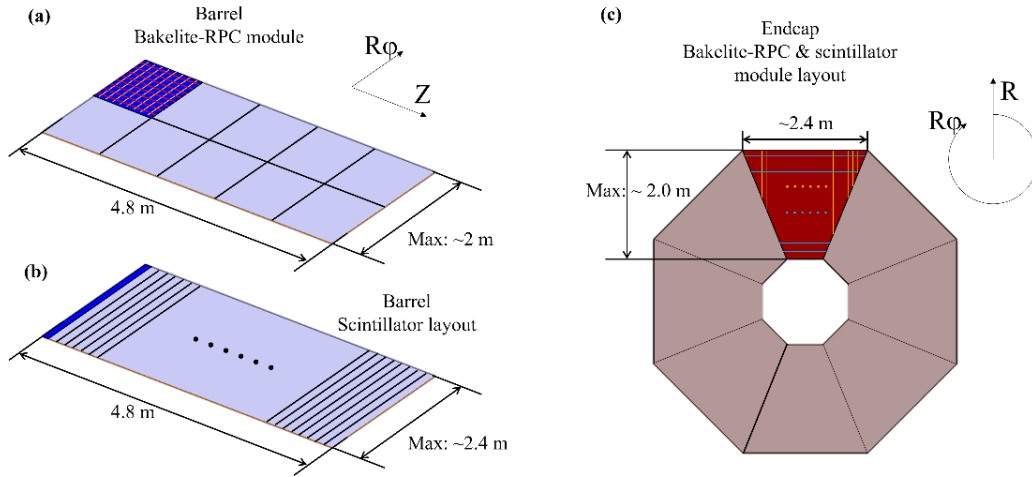 (a)
Barrel
Bakelite-RPC module
Rφ
Z
4.8 m
Max: ~2 m
(b)
Barrel
Scintillator layout
4.8 m
Max: ~2.4 m
(c)
Endcap
Bakelite-RPC & scintillator
module layout
~2.4 m
Max: ~ 2.0 m
R
Rφ